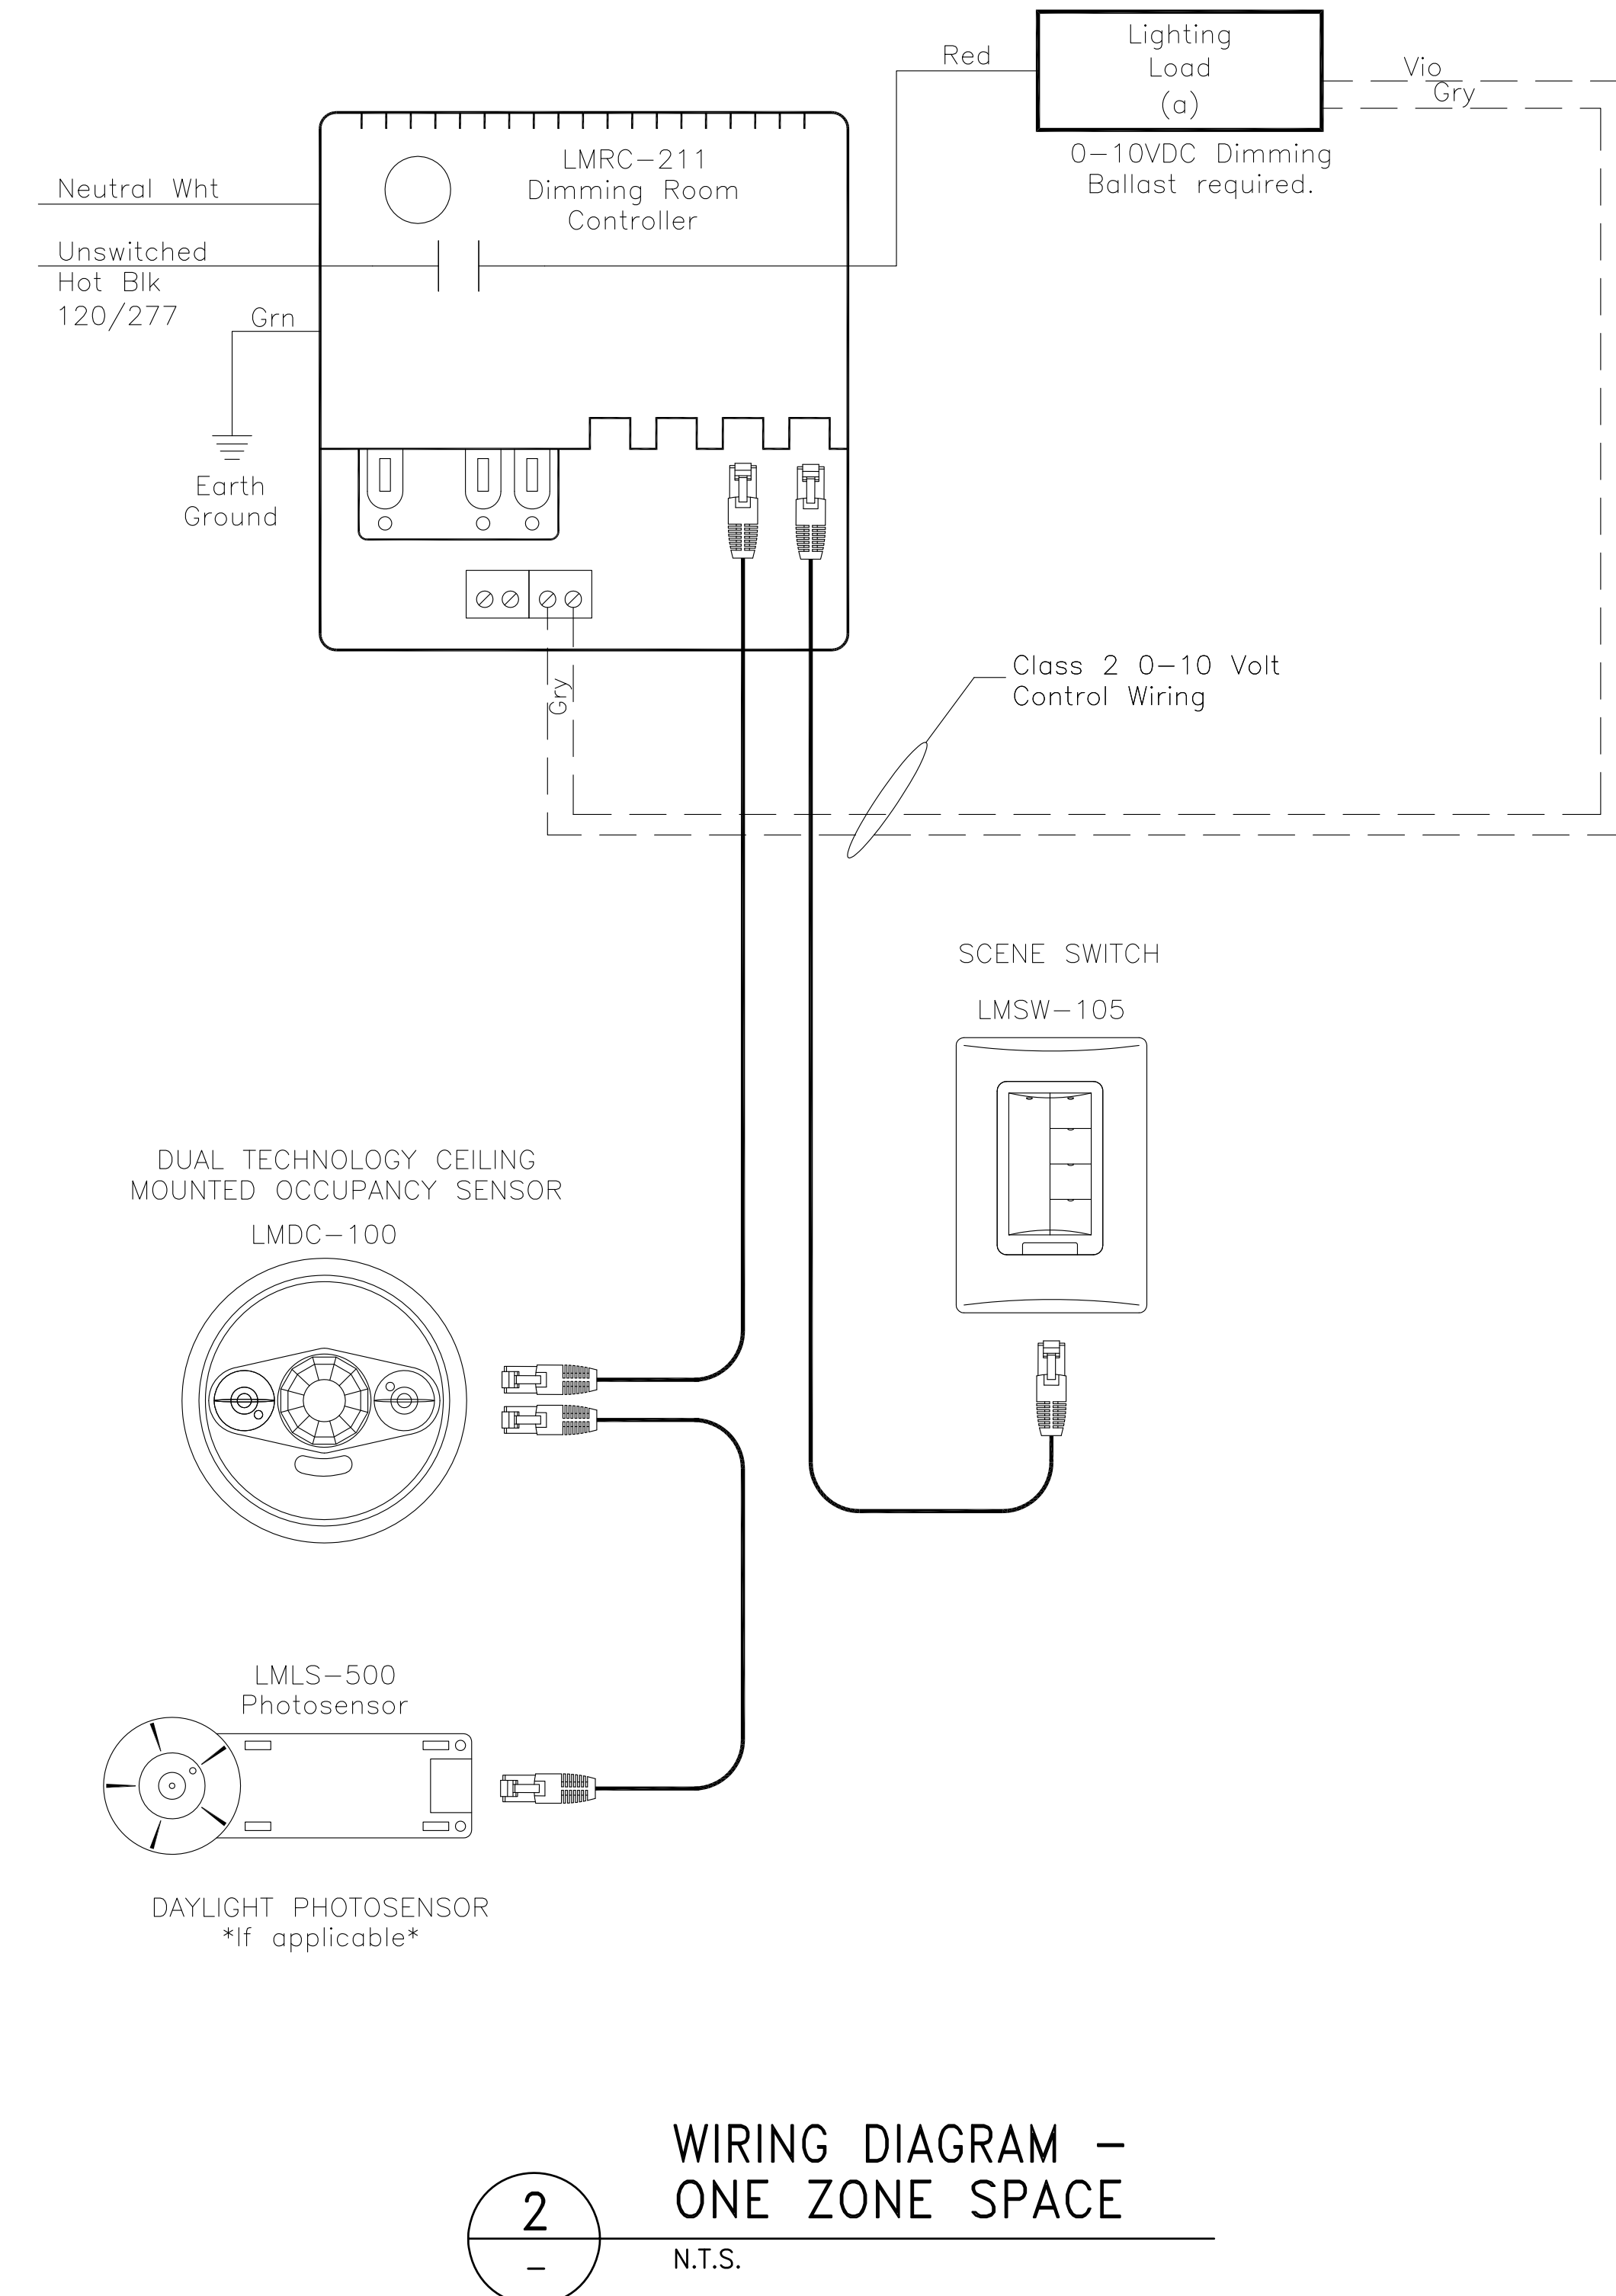 Lighting
Load
(a)
Red
Vio
Gry
0-10VDC Dimming
Ballast required.
LMRC-211
Dimming Room
Controller
Neutral Wht
Unswitched
Hot Blk
120/277
Grn
Earth
Ground
Gry
Class 2 0-10 Volt
Control Wiring
SCENE SWITCH
LMSW-105
DUAL TECHNOLOGY CEILING
MOUNTED OCCUPANCY SENSOR
LMDC-100
LMLS-500
Photosensor
DAYLIGHT PHOTOSENSOR
*If applicable*
WIRING DIAGRAM -
ONE ZONE SPACE
2
-
N.T.S.